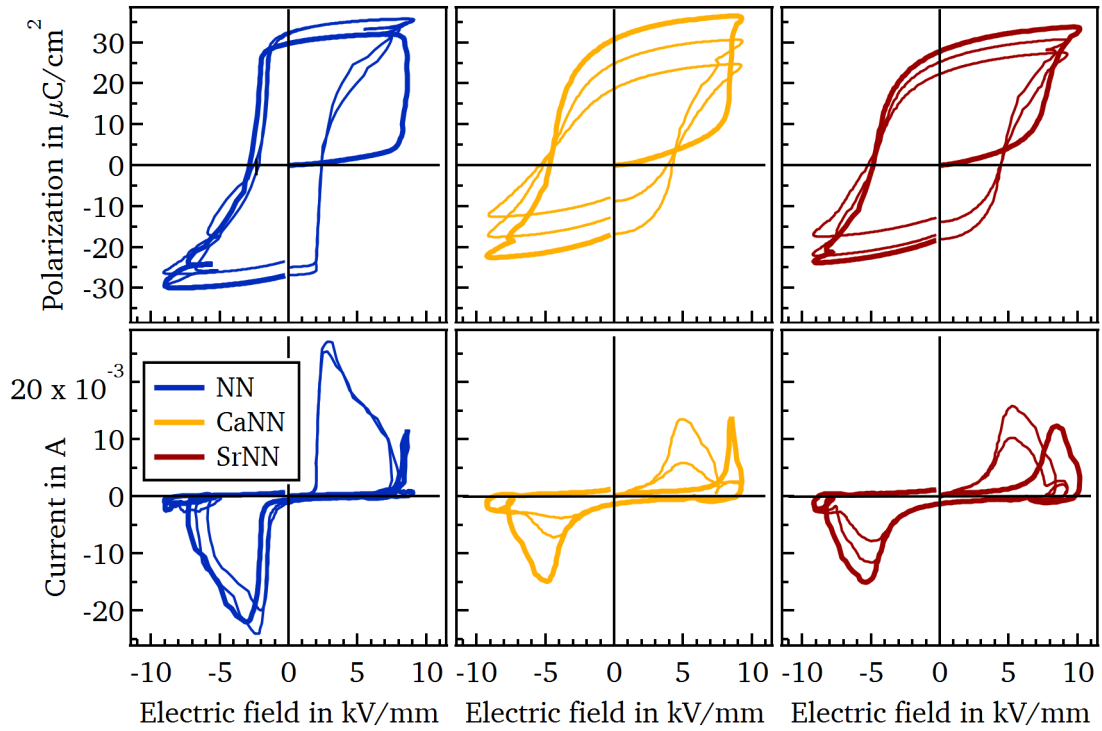 Polarization in μC/cm²
30
20
10
0
-10
-20
-30
Current in A
20 x 10⁻³
10
0
-10
-20
NN
CaNN
SrNN
-10 -5 0 5 10
-10 -5 0 5 10
-10 -5 0 5 10
Electric field in kV/mm
Electric field in kV/mm
Electric field in kV/mm